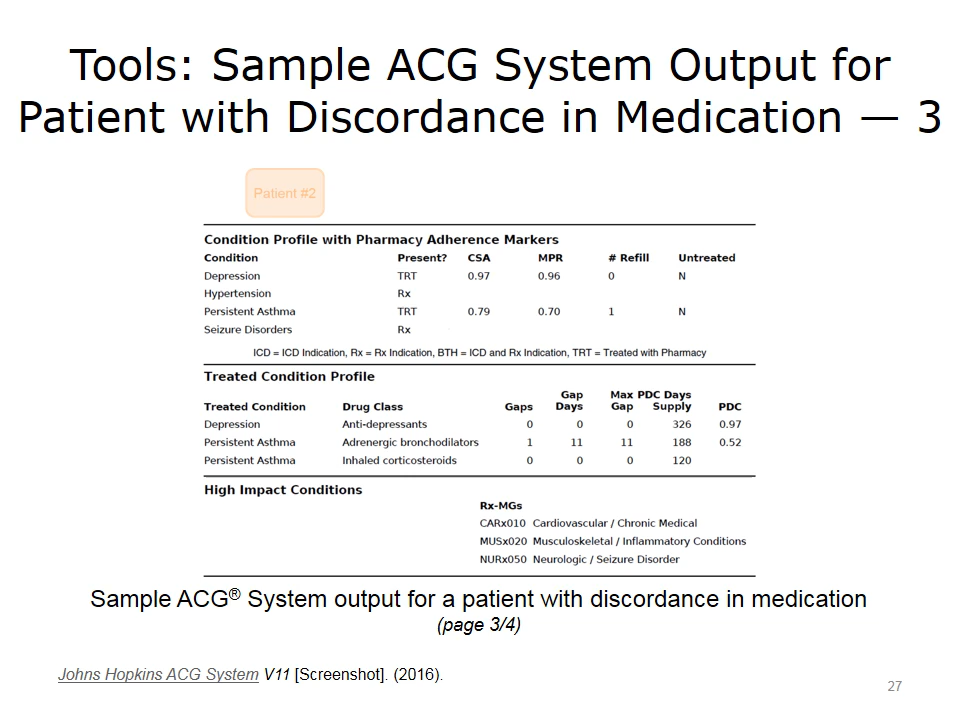 Tools: Sample ACG System Output for
Patient with Discordance in Medication — 3
Patient #2
Condition Profile with Pharmacy Adherence Markers
Condition Present? CSA MPR # Refill Untreated
Depression TRT 0.97 0.96 0 N
Hypertension Rx
Persistent Asthma TRT 0.79 0.70 1 N
Seizure Disorders Rx
ICD = ICD Indication, Rx = Rx Indication, BTH = ICD and Rx Indication, TRT = Treated with Pharmacy
Treated Condition Profile
Gap Max PDC Days
Treated Condition Drug Class Gaps Days Gap Supply PDC
Depression Anti-depressants 0 0 0 326 0.97
Persistent Asthma Adrenergic bronchodilators 1 11 11 188 0.52
Persistent Asthma Inhaled corticosteroids 0 0 0 120
High Impact Conditions
Rx-MGs
CARx010 Cardiovascular / Chronic Medical
MUSx020 Musculoskeletal / Inflammatory Conditions
NURx050 Neurologic / Seizure Disorder
Sample ACG® System output for a patient with discordance in medication
(page 3/4)
Johns Hopkins ACG System V11 [Screenshot]. (2016).
27